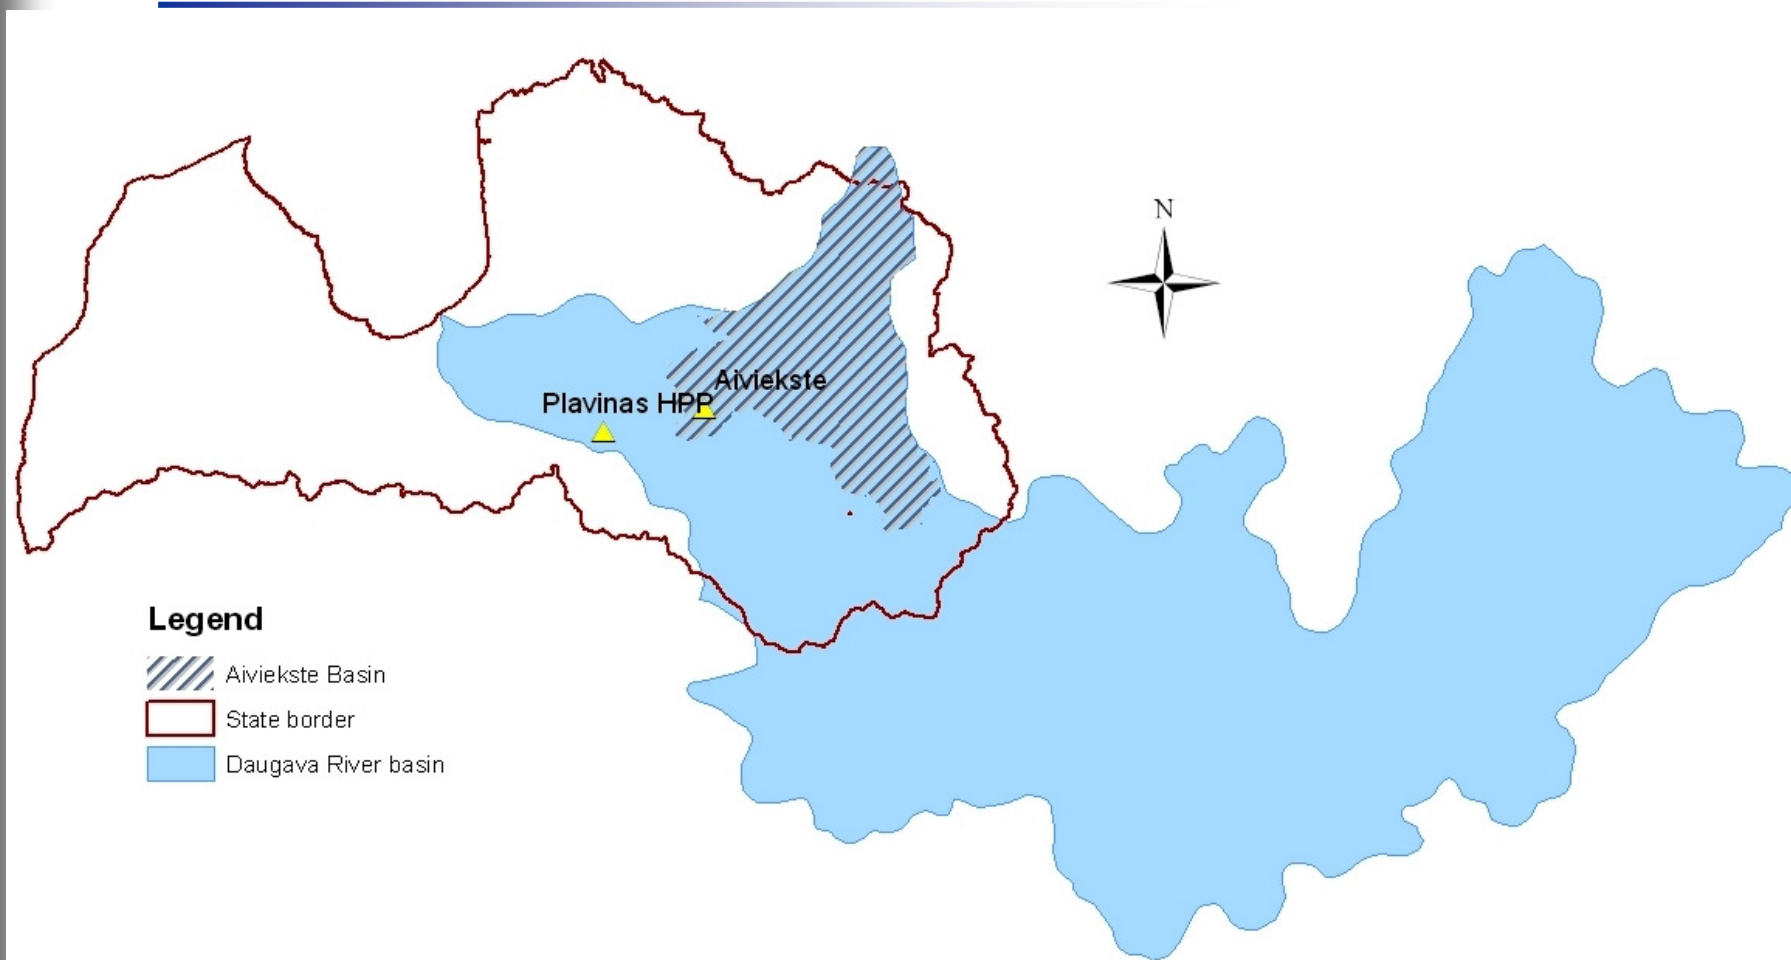 N
Aiviekste
Plavinas HPP
Legend
Aiviekste Basin
State border
Daugava River basin